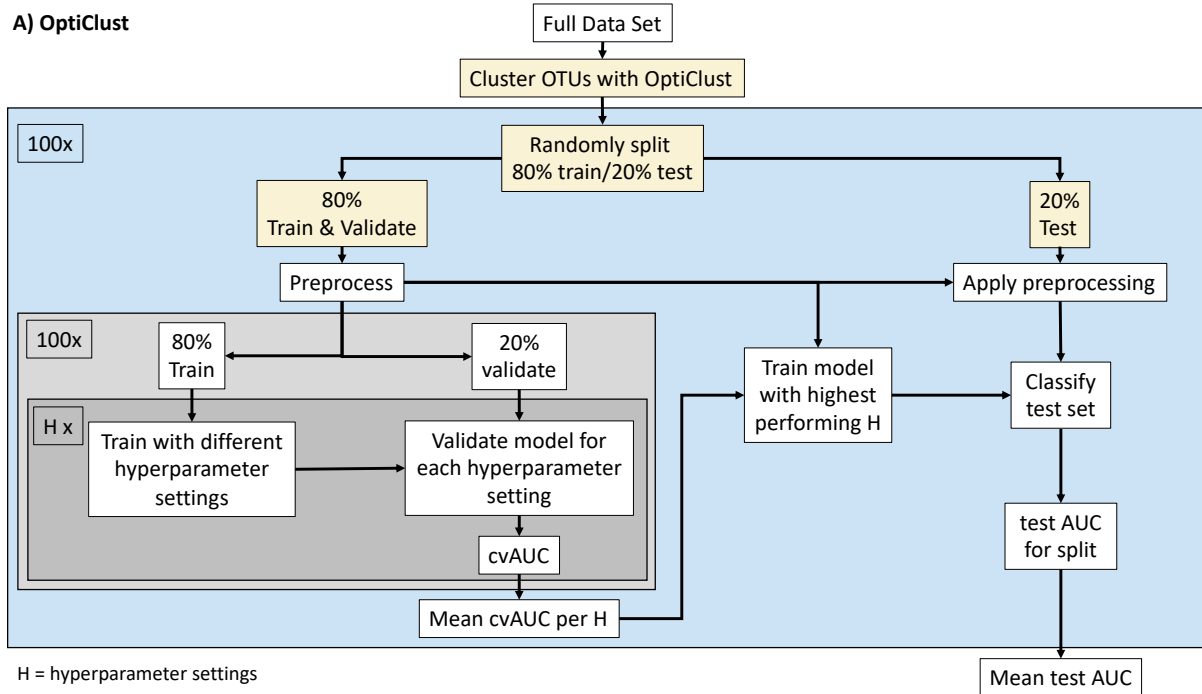 A) OptiClust
Full Data Set
Cluster OTUs with OptiClust
100x
Randomly split
80% train/20% test
80%
Train & Validate
20%
Test
Preprocess
Apply preprocessing
100x
80%
Train
20%
validate
Train model
with highest
performing H
Classify
test set
H x
Train with different
hyperparameter
settings
Validate model for
each hyperparameter
setting
cvAUC
test AUC
for split
Mean cvAUC per H
H = hyperparameter settings
Mean test AUC